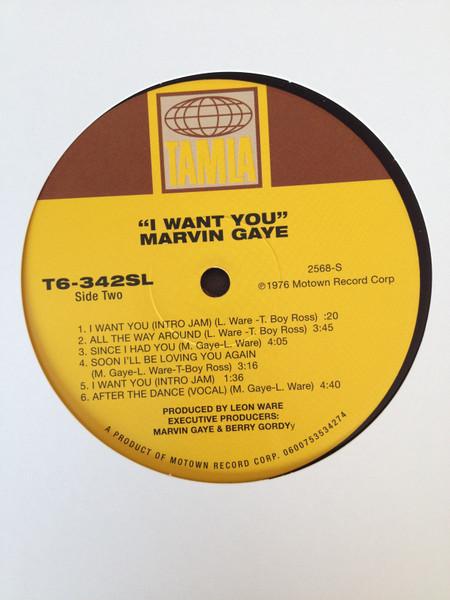 TAMLA
"I WANT YOU"
MARVIN GAYE
T6-342SL
Side Two
2568-S
℗1976 Motown Record Corp
1. I WANT YOU (INTRO JAM) (L. Ware -T. Boy Ross) :20
2. ALL THE WAY AROUND (L. Ware -T. Boy Ross) 3:45
3. SINCE I HAD YOU (M. Gaye-L. Ware) 4:05
4. SOON I'LL BE LOVING YOU AGAIN
(M. Gaye-L. Ware-T-Boy Ross) 3:16
5. I WANT YOU (INTRO JAM) 1:36
6. AFTER THE DANCE (VOCAL) (M. Gaye-L. Ware) 4:40
PRODUCED BY LEON WARE
EXECUTIVE PRODUCERS:
MARVIN GAYE & BERRY GORDYy
A PRODUCT OF MOTOWN RECORD CORP. 0600753534274